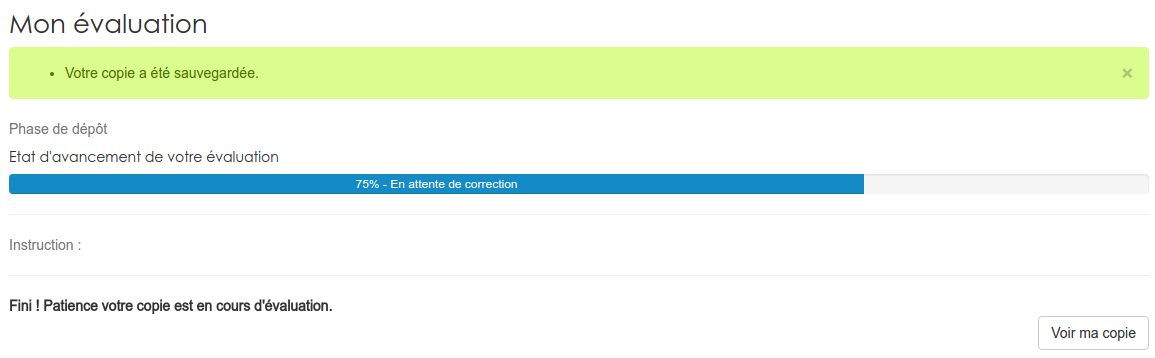 Mon évaluation
Votre copie a été sauvegardée.
×
Phase de dépôt
Etat d'avancement de votre évaluation
75% - En attente de correction
Instruction :
Fini ! Patience votre copie est en cours d'évaluation.
Voir ma copie